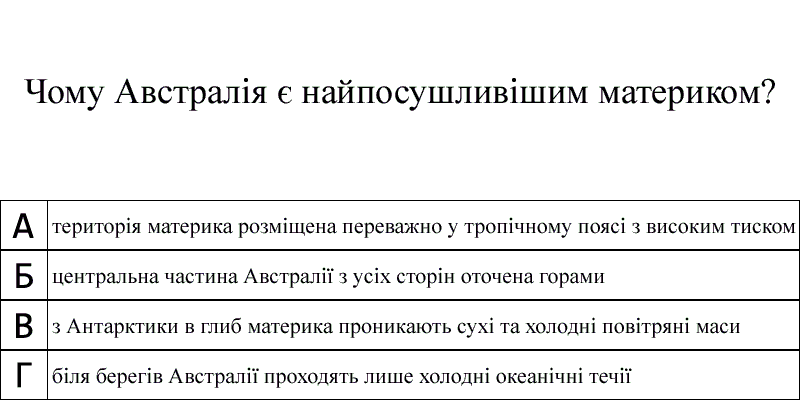 Чому Австралія є найпосушливішим материком?
А територія материка розміщена переважно у тропічному поясі з високим тиском
Б центральна частина Австралії з усіх сторін оточена горами
В з Антарктики в глиб материка проникають сухі та холодні повітряні маси
Г біля берегів Австралії проходять лише холодні океанічні течії